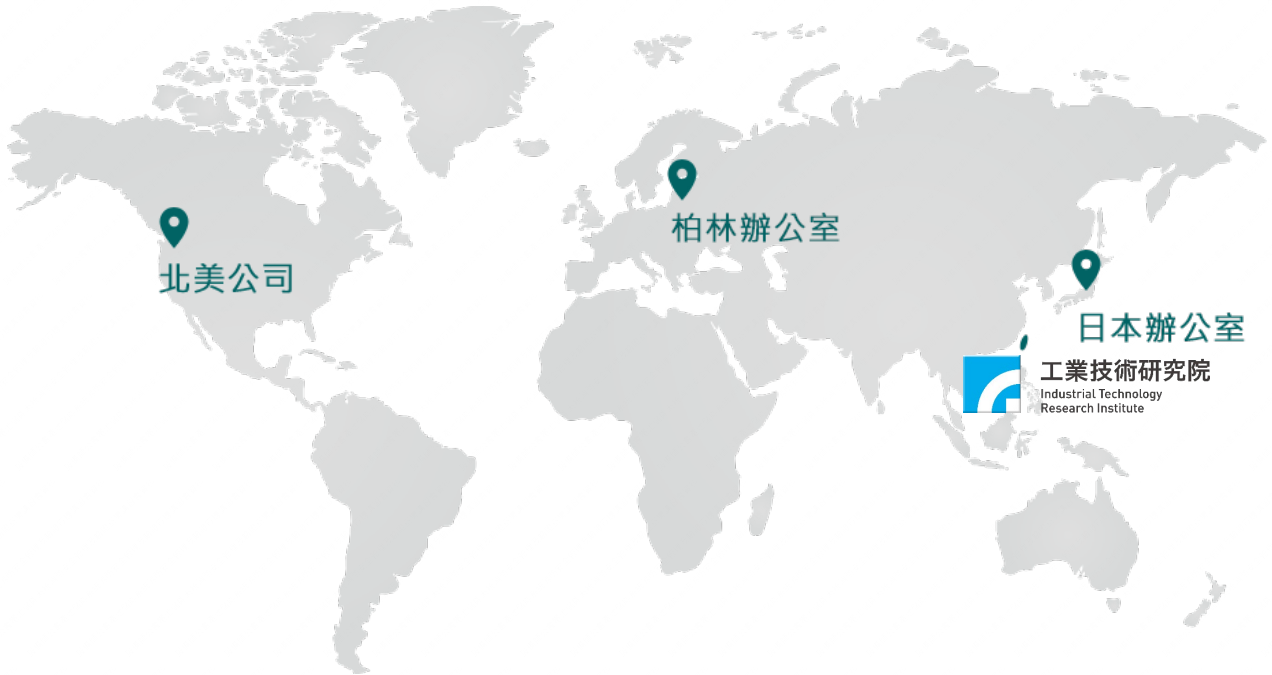 柏林辦公室
北美公司
日本辦公室
工業技術研究院
Industrial Technology
Research Institute